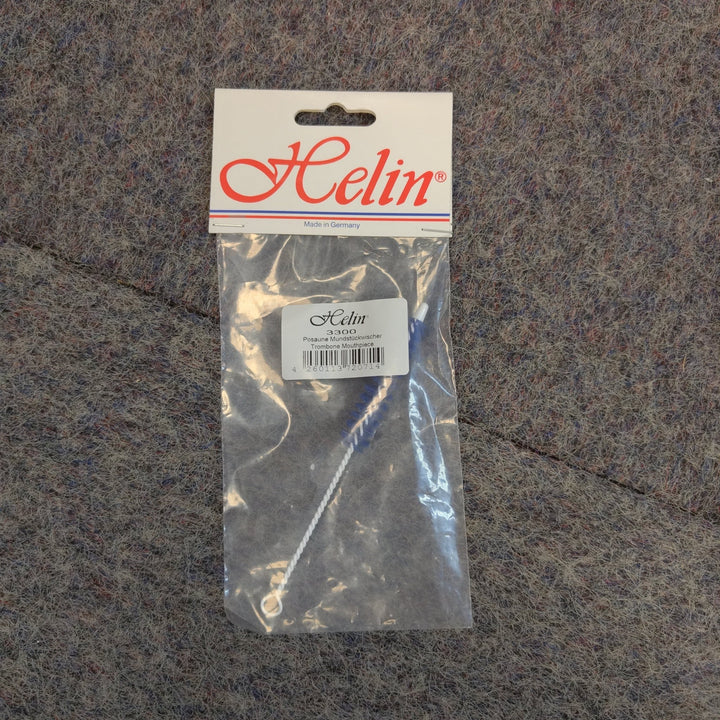 Helin®
Made in Germany
Helin®
3300
Posaune Mundstückwischer
Trombone Mouthpiece
4 260113 720714